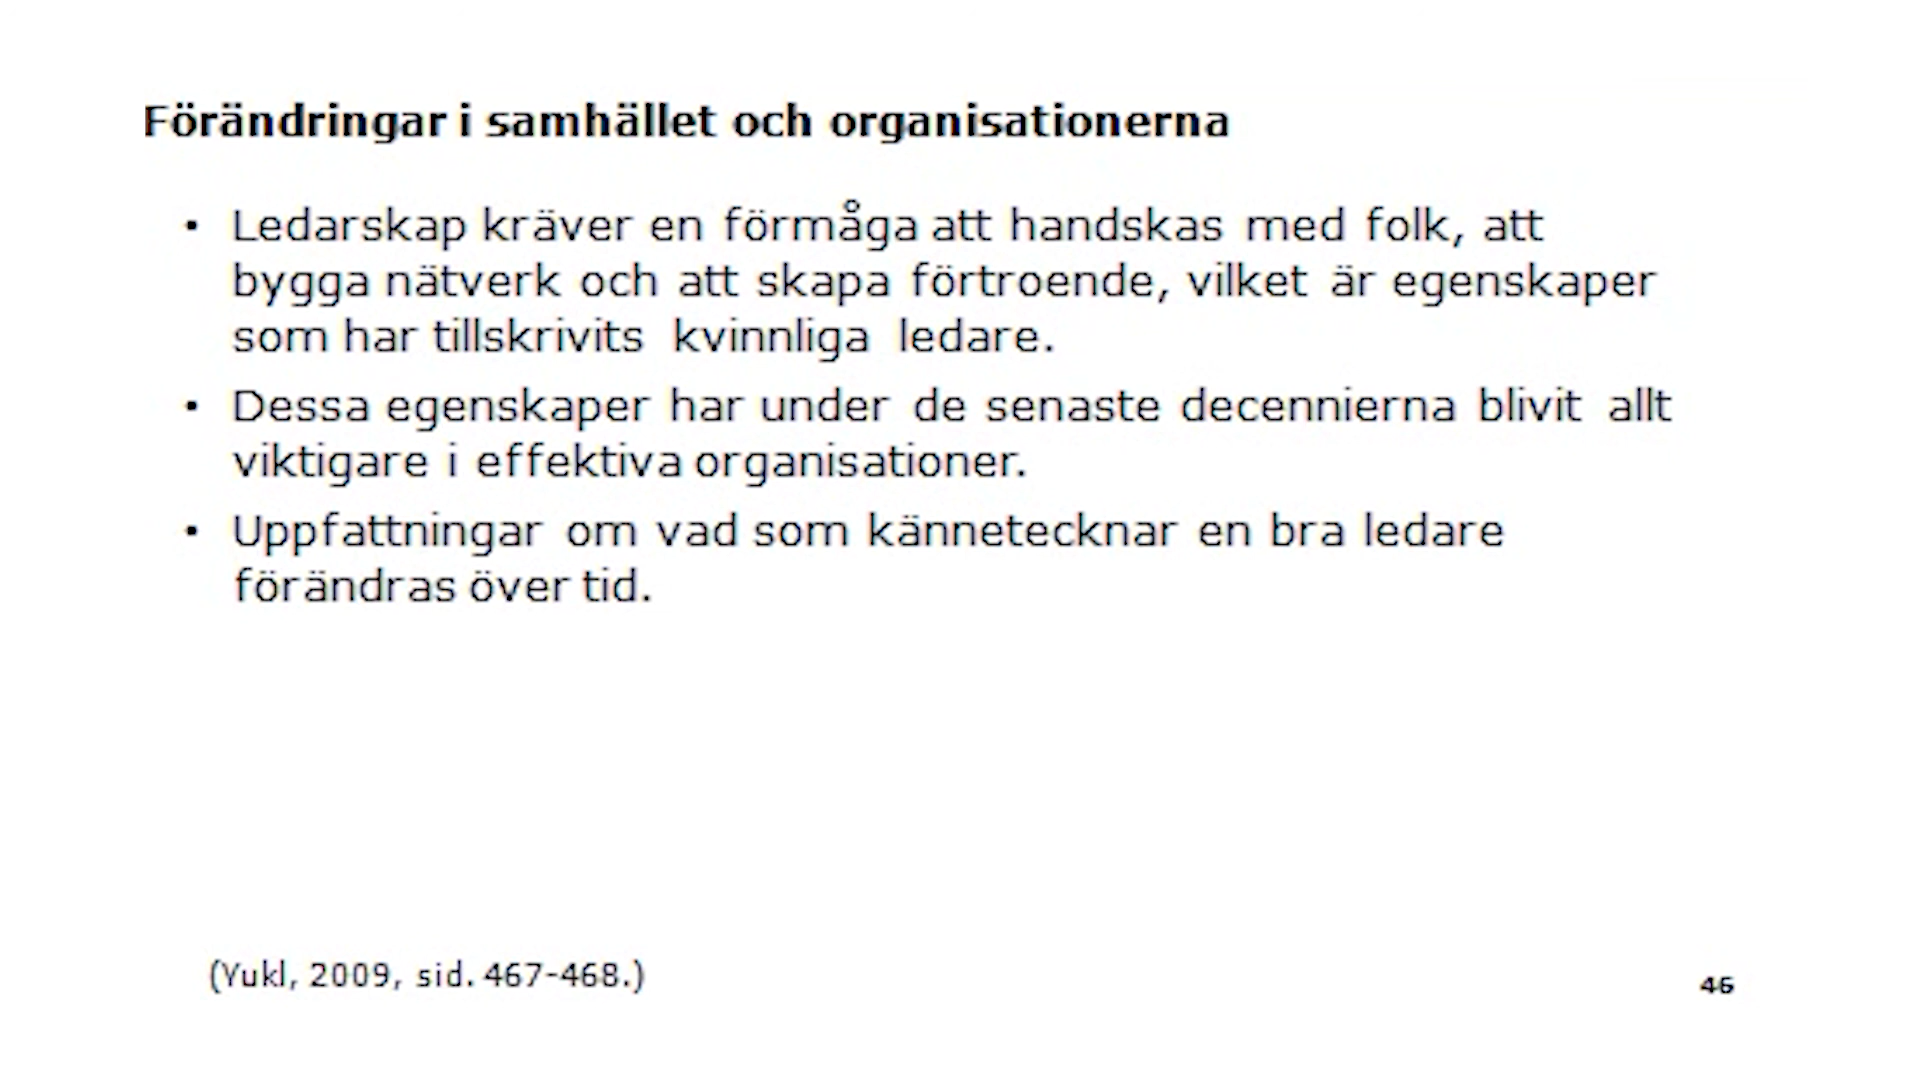 Förändringar i samhället och organisationerna
• Ledarskap kräver en förmåga att handskas med folk, att
bygga nätverk och att skapa förtroende, vilket är egenskaper
som har tillskrivits kvinnliga ledare.
• Dessa egenskaper har under de senaste decennierna blivit allt
viktigare i effektiva organisationer.
• Uppfattningar om vad som kännetecknar en bra ledare
förändras över tid.
(Yukl, 2009, sid. 467-468.)
46